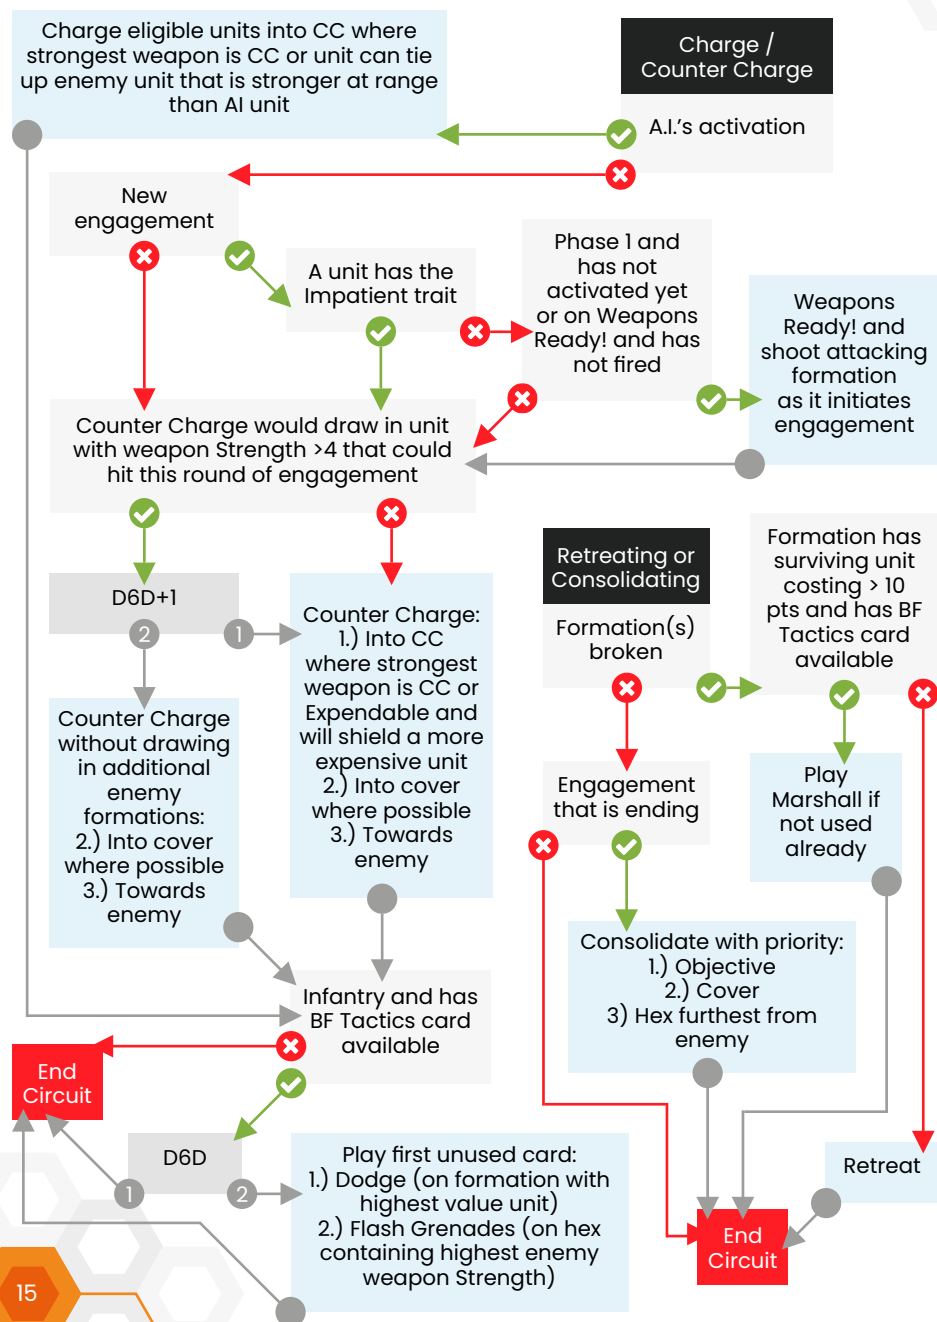 Charge eligible units into CC where
strongest weapon is CC or unit can tie
up enemy unit that is stronger at range
than AI unit
Charge /
Counter Charge
A.I.'s activation
New
engagement
A unit has the
Impatient trait
Phase 1 and
has not
activated yet
or on Weapons
Ready! and has
not fired
Weapons
Ready! and
shoot attacking
formation
as it initiates
engagement
Counter Charge would draw in unit
with weapon Strength >4 that could
hit this round of engagement
D6D+1
2
1
Counter Charge:
1.) Into CC
where strongest
weapon is CC or
Expendable and
will shield a more
expensive unit
2.) Into cover
where possible
3.) Towards
enemy
Counter Charge
without drawing
in additional
enemy
formations:
2.) Into cover
where possible
3.) Towards
enemy
Retreating or
Consolidating
Formation(s)
broken
Formation has
surviving unit
costing > 10
pts and has BF
Tactics card
available
Engagement
that is ending
Play
Marshall if
not used
already
Consolidate with priority:
1.) Objective
2.) Cover
3) Hex furthest from
enemy
Infantry and has
BF Tactics card
available
End
Circuit
D6D
1
2
Play first unused card:
1.) Dodge (on formation with
highest value unit)
2.) Flash Grenades (on hex
containing highest enemy
weapon Strength)
Retreat
End
Circuit
15